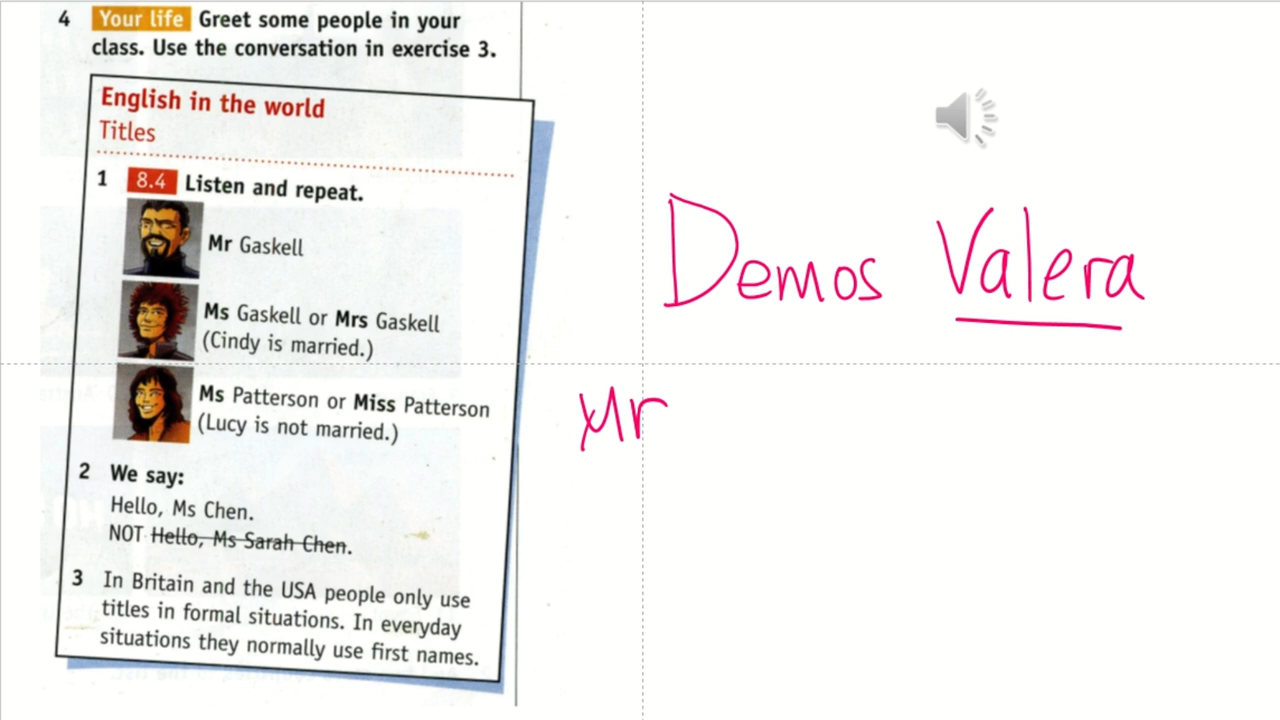 4 Your life Greet some people in your
class. Use the conversation in exercise 3.
English in the world
Titles
1 8.4 Listen and repeat.
Mr Gaskell
Ms Gaskell or Mrs Gaskell
(Cindy is married.)
Ms Patterson or Miss Patterson
(Lucy is not married.)
2 We say:
Hello, Ms Chen.
NOT Hello, Ms Sarah Chen.
3 In Britain and the USA people only use
titles in formal situations. In everyday
situations they normally use first names.
Demos Valera
Mr